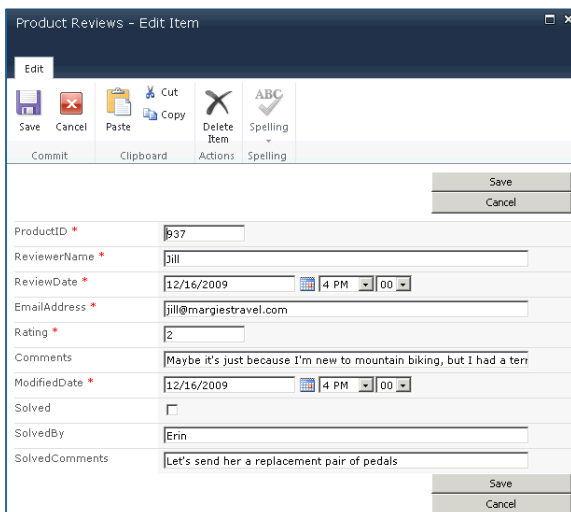 Product Reviews - Edit Item
Edit
Save Cancel Paste Cut Copy Delete Item ABC Spelling
Commit Clipboard Actions Spelling
Save
Cancel
ProductID * 937
ReviewerName * Jill
ReviewDate * 12/16/2009 4 PM 00
EmailAddress * jill@margiestravel.com
Rating * 2
Comments Maybe it's just because I'm new to mountain biking, but I had a terr
ModifiedDate * 12/16/2009 4 PM 00
Solved
SolvedBy Erin
SolvedComments Let's send her a replacement pair of pedals
Save
Cancel